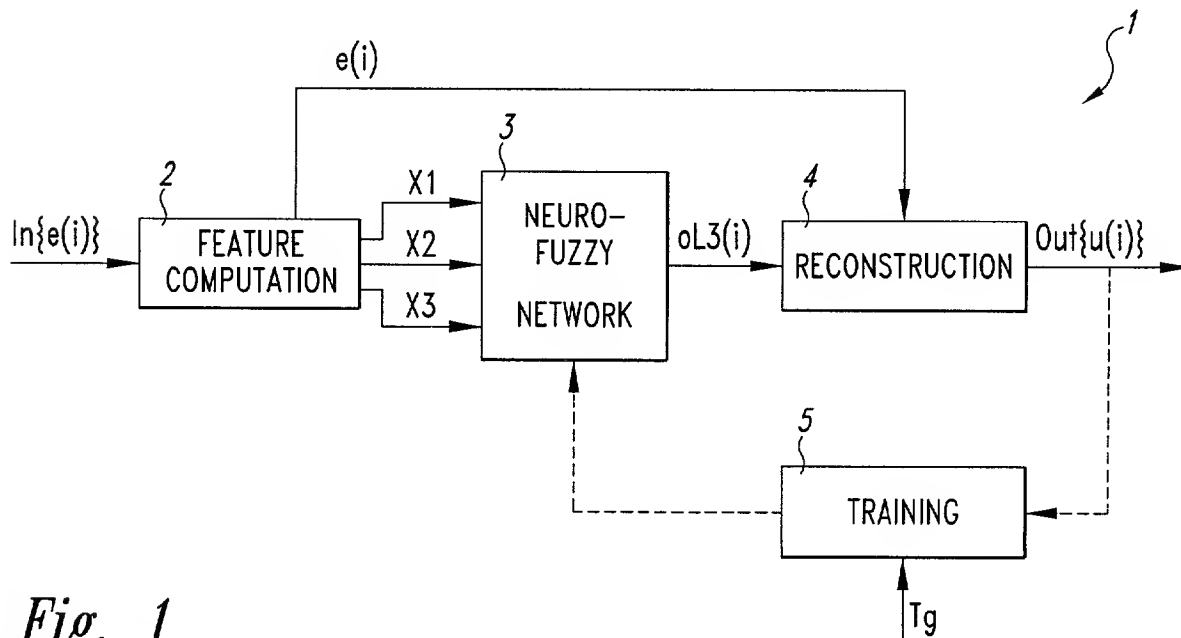 1
e(i)
2
3
4
X1
X2
X3
In{e(i)}
FEATURE
COMPUTATION
NEURO-
FUZZY
NETWORK
oL3(i)
RECONSTRUCTION
Out{u(i)}
5
TRAINING
Tg
Fig. 1